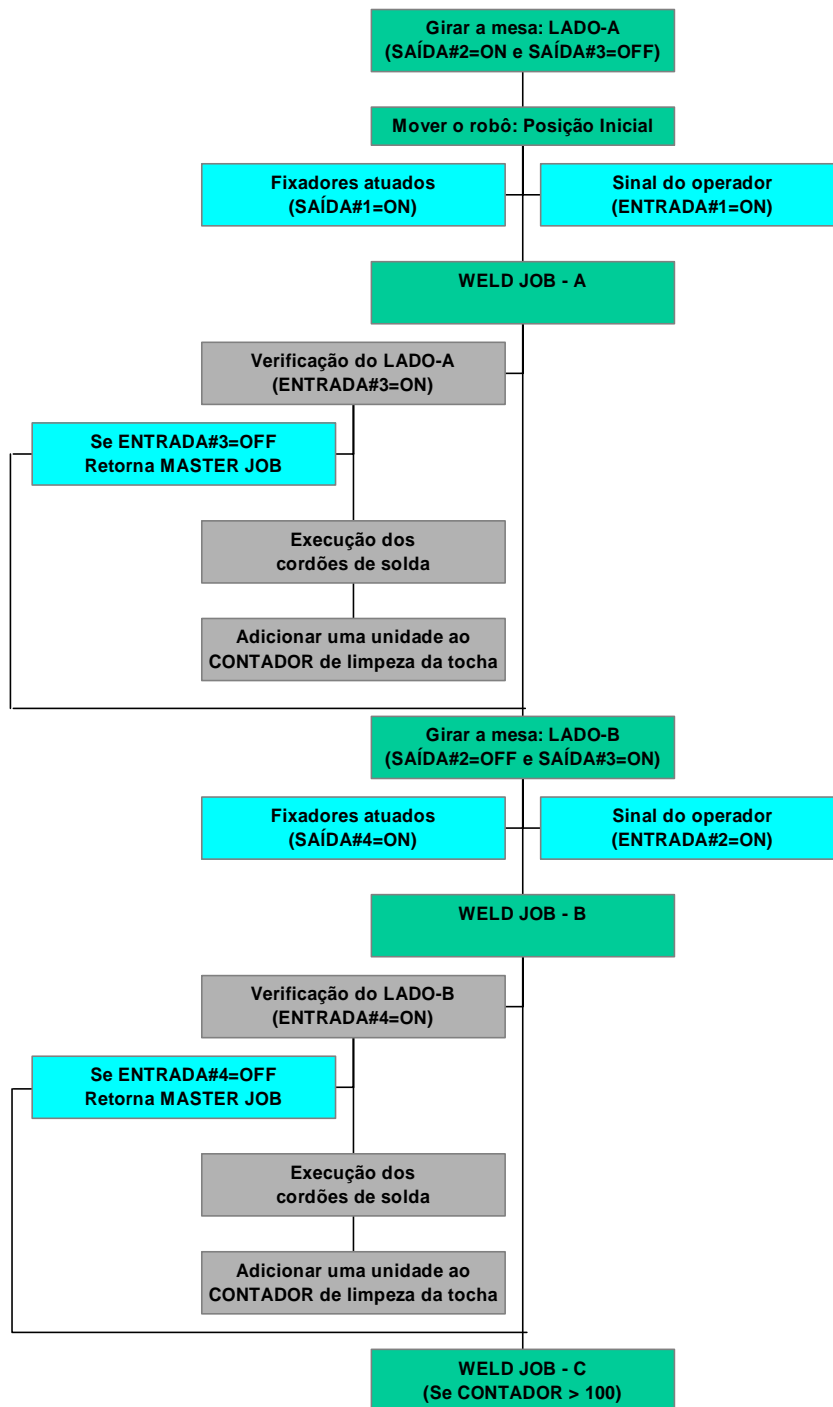 Girar a mesa: LADO-A
(SAÍDA#2=ON e SAÍDA#3=OFF)
Mover o robô: Posição Inicial
Fixadores atuados
(SAÍDA#1=ON)
Sinal do operador
(ENTRADA#1=ON)
WELD JOB - A
Verificação do LADO-A
(ENTRADA#3=ON)
Se ENTRADA#3=OFF
Retorna MASTER JOB
Execução dos
cordões de solda
Adicionar uma unidade ao
CONTADOR de limpeza da tocha
Girar a mesa: LADO-B
(SAÍDA#2=OFF e SAÍDA#3=ON)
Fixadores atuados
(SAÍDA#4=ON)
Sinal do operador
(ENTRADA#2=ON)
WELD JOB - B
Verificação do LADO-B
(ENTRADA#4=ON)
Se ENTRADA#4=OFF
Retorna MASTER JOB
Execução dos
cordões de solda
Adicionar uma unidade ao
CONTADOR de limpeza da tocha
WELD JOB - C
(Se CONTADOR > 100)